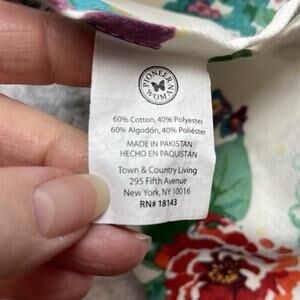 PIONEER
WOMAN
60% Cotton, 40% Polyester
60% Algodón, 40% Poliéster
MADE IN PAKISTAN
HECHO EN PAQUISTÁN
Town & Country Living
295 Fifth Avenue
New York, NY 10016
RN# 18143